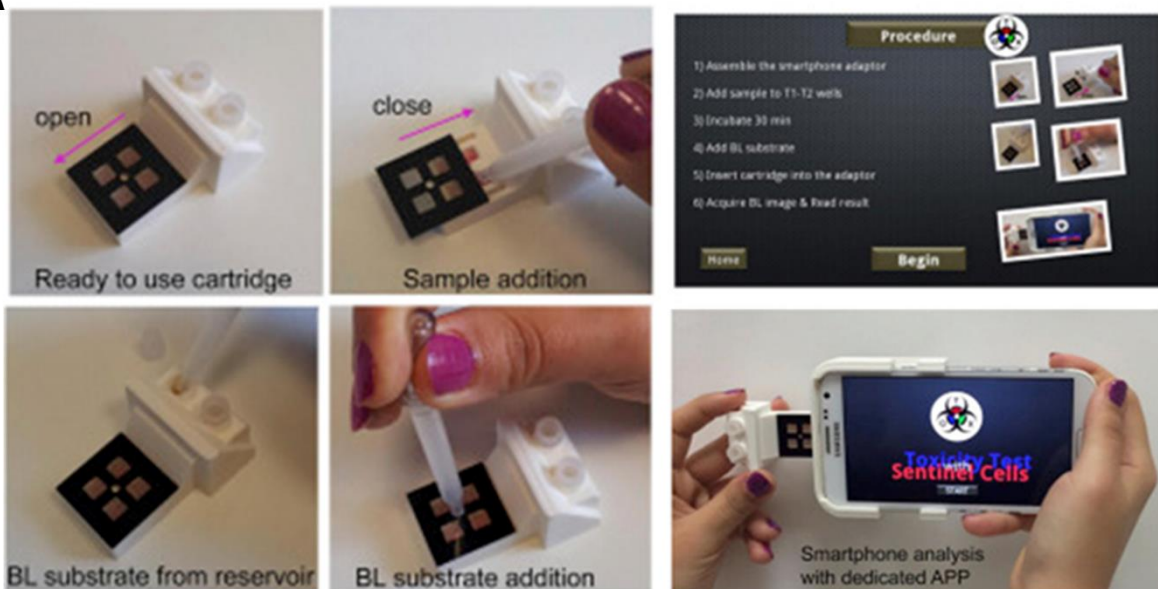 A
open
Ready to use cartridge
close
Sample addition
Procedure
1) Assemble the smartphone adaptor
2) Add sample to T1-T2 wells
3) Incubate 30 min
4) Add BL substrate
5) Insert cartridge into the adaptor
6) Acquire BL image & Read result
Home
Begin
BL substrate from reservoir
BL substrate addition
SAMSUNG
Toxicity Test
with
Sentinel Cells
START
Smartphone analysis
with dedicated APP